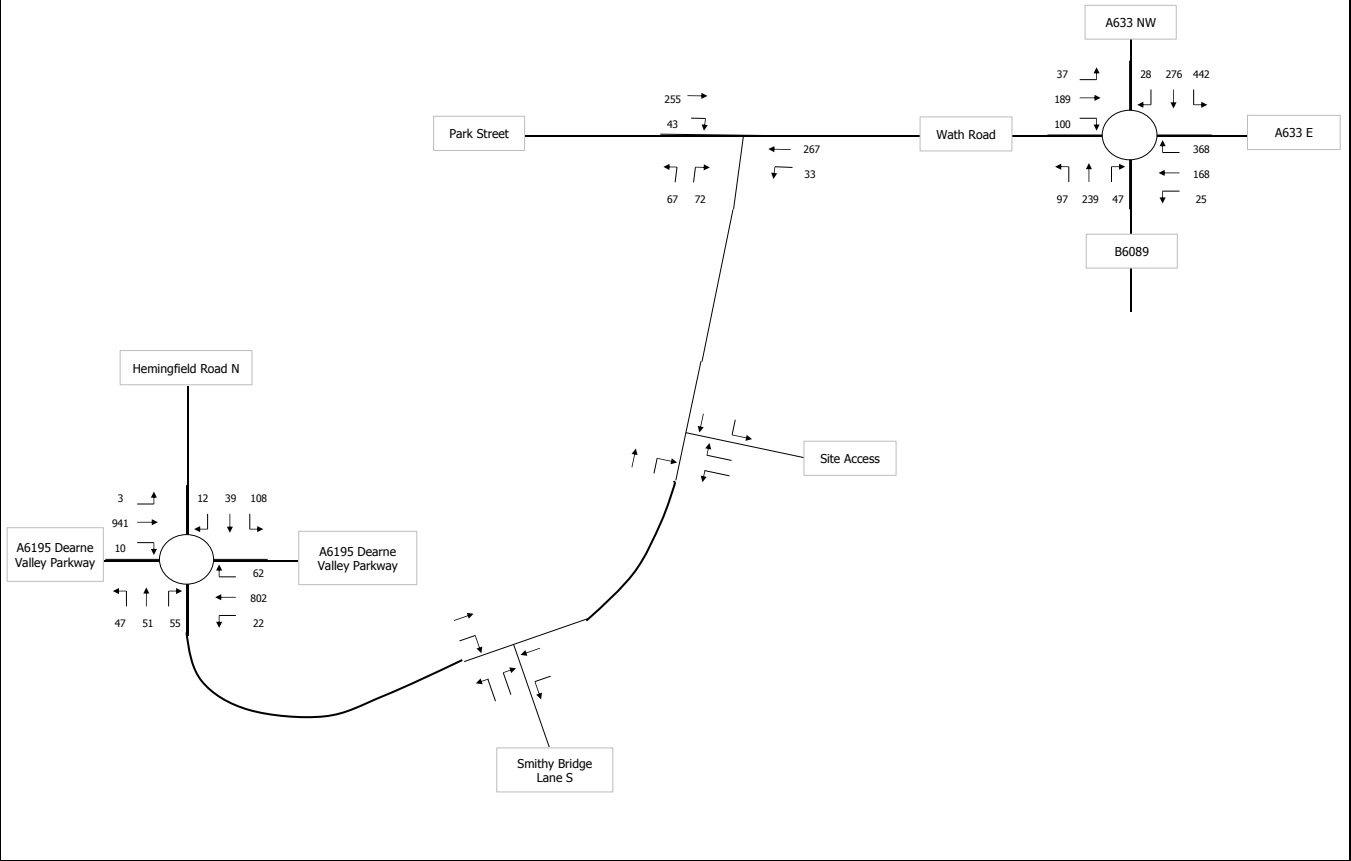 A633 NW
37
28 276 442
189
100
255
43
Park Street
Wath Road
A633 E
267
33
368
168
25
67 72
97 239 47
B6089
Hemingfield Road N
Site Access
3
12 39 108
941
10
A6195 Dearne
Valley Parkway
A6195 Dearne
Valley Parkway
62
802
22
47 51 55
Smithy Bridge
Lane S